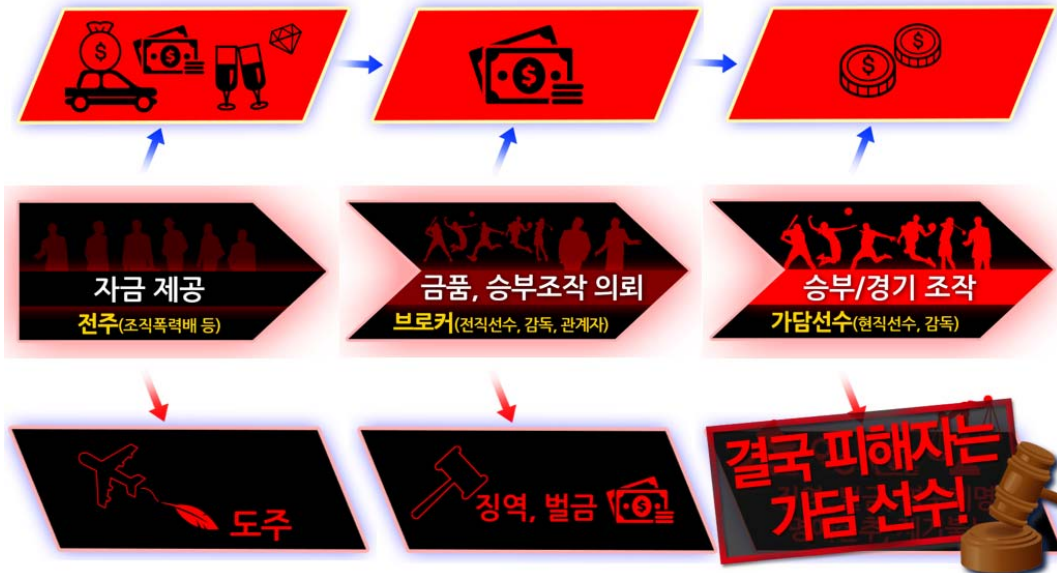 자금 제공
전주(조직폭력배 등)
금품, 승부조작 의뢰
브로커(전직선수, 감독, 관계자)
승부/경기 조작
가담선수(현직선수, 감독)
도주
징역, 벌금
결국 피해자는
가담 선수!